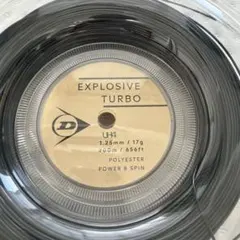 EXPLOSIVE
TURBO
D
1.25mm / 17g
200m / 656ft
POLYESTER
POWER & SPIN